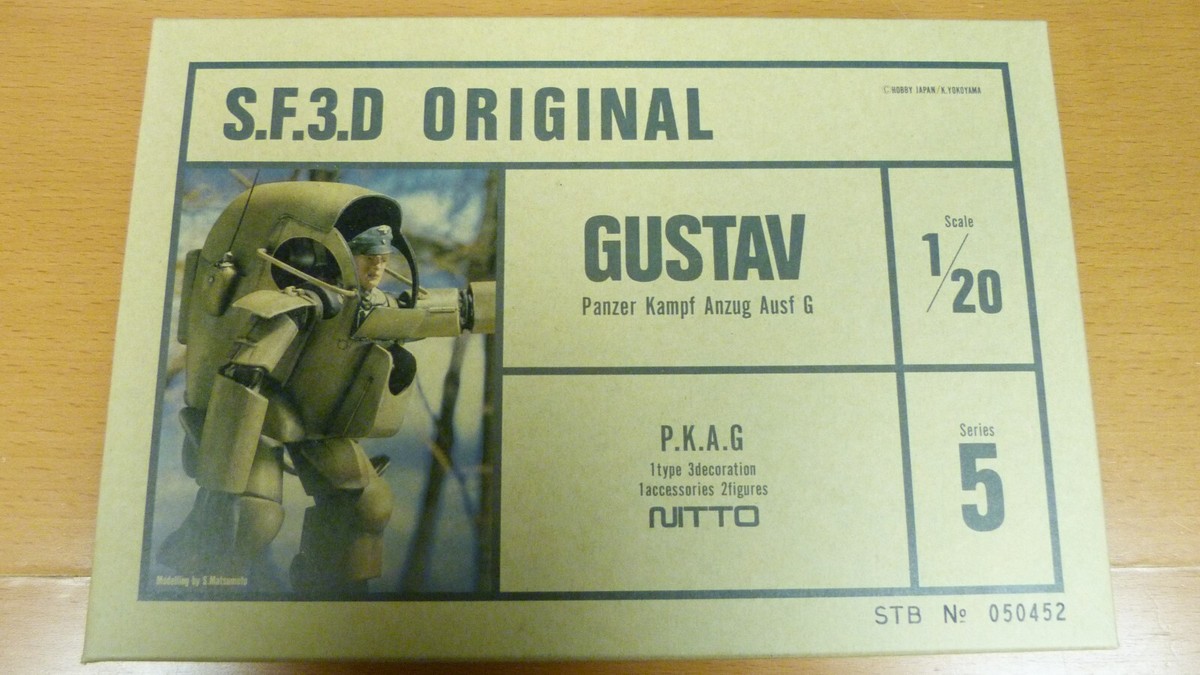 S.F.3.D ORIGINAL
©HOBBY JAPAN/K.YOKOYAMA
GUSTAV
Panzer Kampf Anzug Ausf G
Scale
1/20
P.K.A.G
1type 3decoration
1accessories 2figures
NITTO
Series
5
Modelling by S.Matsumoto
STB № 050452